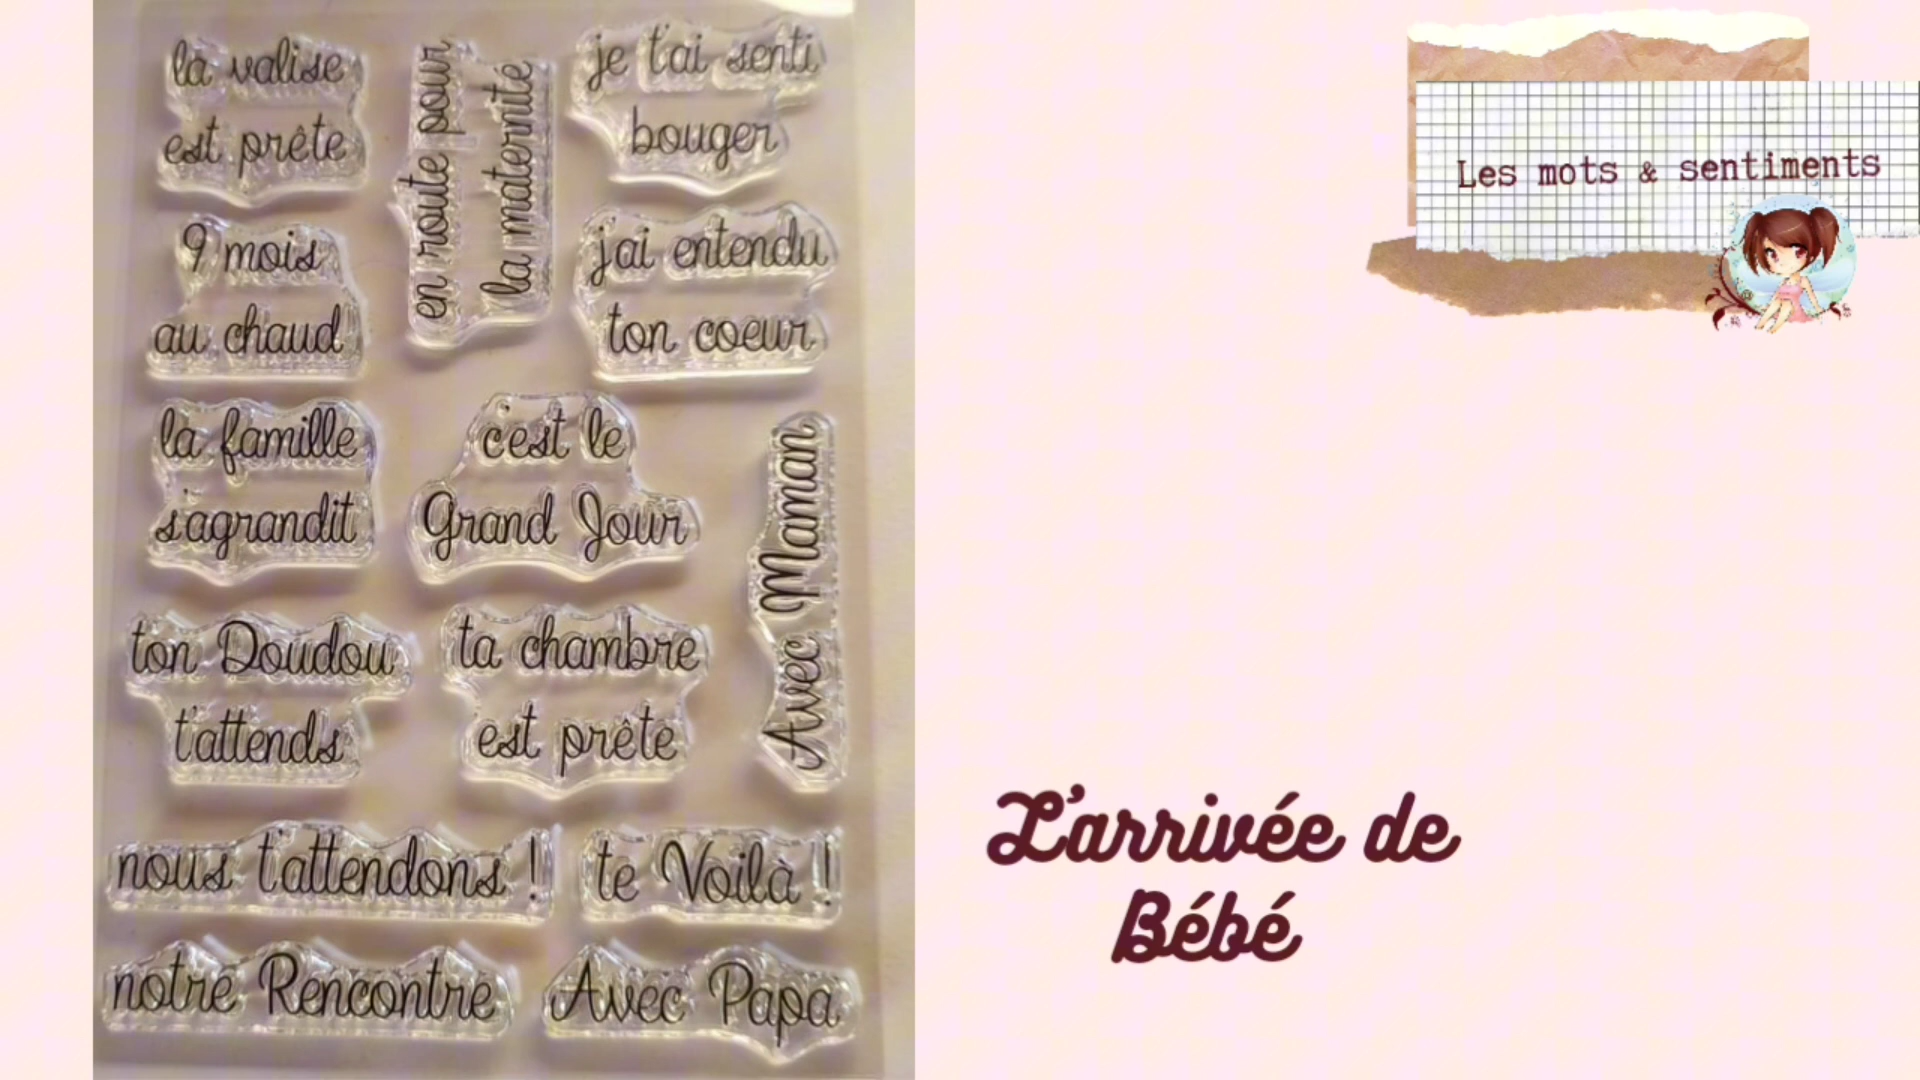 la valise
est prête
en route pour
la maternité
je t'ai senti
bouger
9 mois
au chaud
j'ai entendu
ton coeur
la famille
s'agrandit
c'est le
Grand Jour
Avec Maman
ton Doudou
t'attends
ta chambre
est prête
nous t'attendons !
te Voilà !
notre Rencontre
Avec Papa
Les mots & sentiments
L'arrivée de
Bébé